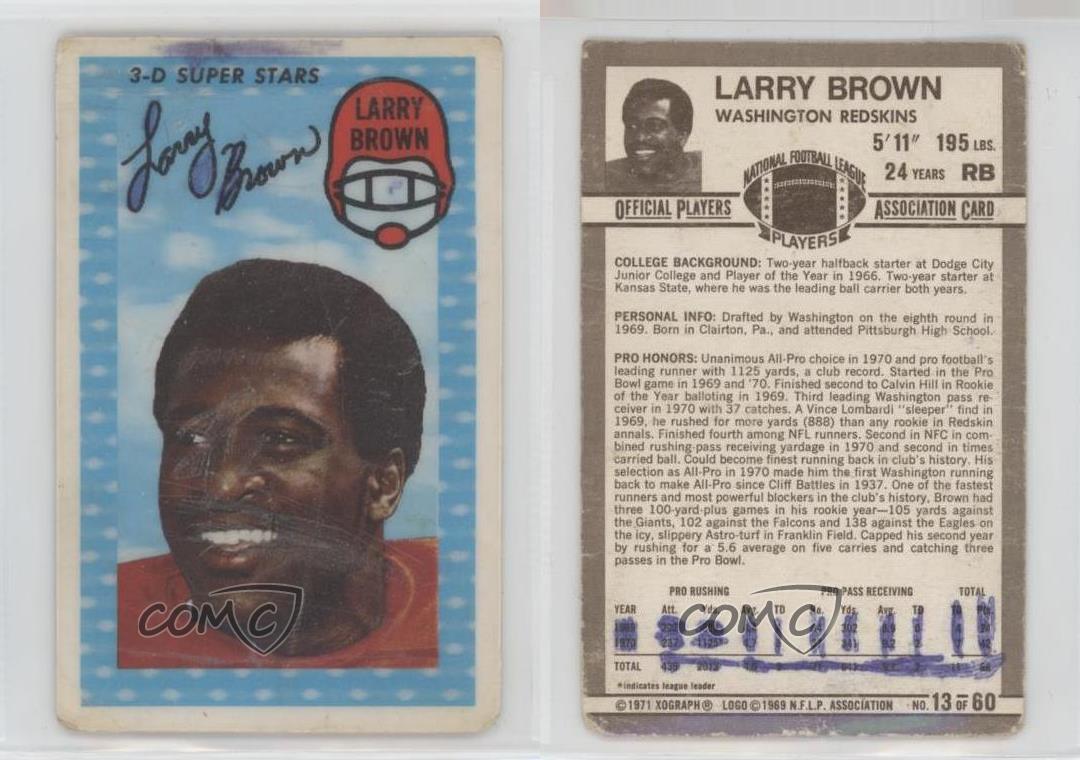 3-D SUPER STARS
Larry Brown
LARRY
BROWN
COMC
LARRY BROWN
WASHINGTON REDSKINS
5'11" 195 LBS.
24 YEARS RB
NATIONAL FOOTBALL LEAGUE
OFFICIAL PLAYERS ASSOCIATION CARD
PLAYERS
COLLEGE BACKGROUND: Two-year halfback starter at Dodge City
Junior College and Player of the Year in 1966. Two-year starter at
Kansas State, where he was the leading ball carrier both years.
PERSONAL INFO: Drafted by Washington on the eighth round in
1969. Born in Clairton, Pa., and attended Pittsburgh High School.
PRO HONORS: Unanimous All-Pro choice in 1970 and pro football's
leading runner with 1125 yards, a club record. Started in the Pro
Bowl game in 1969 and '70. Finished second to Calvin Hill in Rookie
of the Year balloting in 1969. Third leading Washington pass re-
ceiver in 1970 with 37 catches. A Vince Lombardi "sleeper" find in
1969, he rushed for more yards (888) than any rookie in Redskin
annals. Finished fourth among NFL runners. Second in NFC in com-
bined rushing-pass receiving yardage in 1970 and second in times
carried ball. Could become finest running back in club's history. His
selection as All-Pro in 1970 made him the first Washington running
back to make All-Pro since Cliff Battles in 1937. One of the fastest
runners and most powerful blockers in the club's history, Brown had
three 100-yard-plus games in his rookie year—105 yards against
the Giants, 102 against the Falcons and 138 against the Eagles on
the icy, slippery Astro-turf in Franklin Field. Capped his second year
by rushing for a 5.6 average on five carries and catching three
passes in the Pro Bowl.
PRO RUSHING PRO PASS RECEIVING TOTAL
YEAR Att. Yds. Avg. TD No. Yds. Avg. TD TD Pts.
1970 237 1125*
TOTAL 439 2013
COMC
*indicates league leader
©1971 XOGRAPH® LOGO ©1969 N.F.L.P. ASSOCIATION NO. 13 OF 60